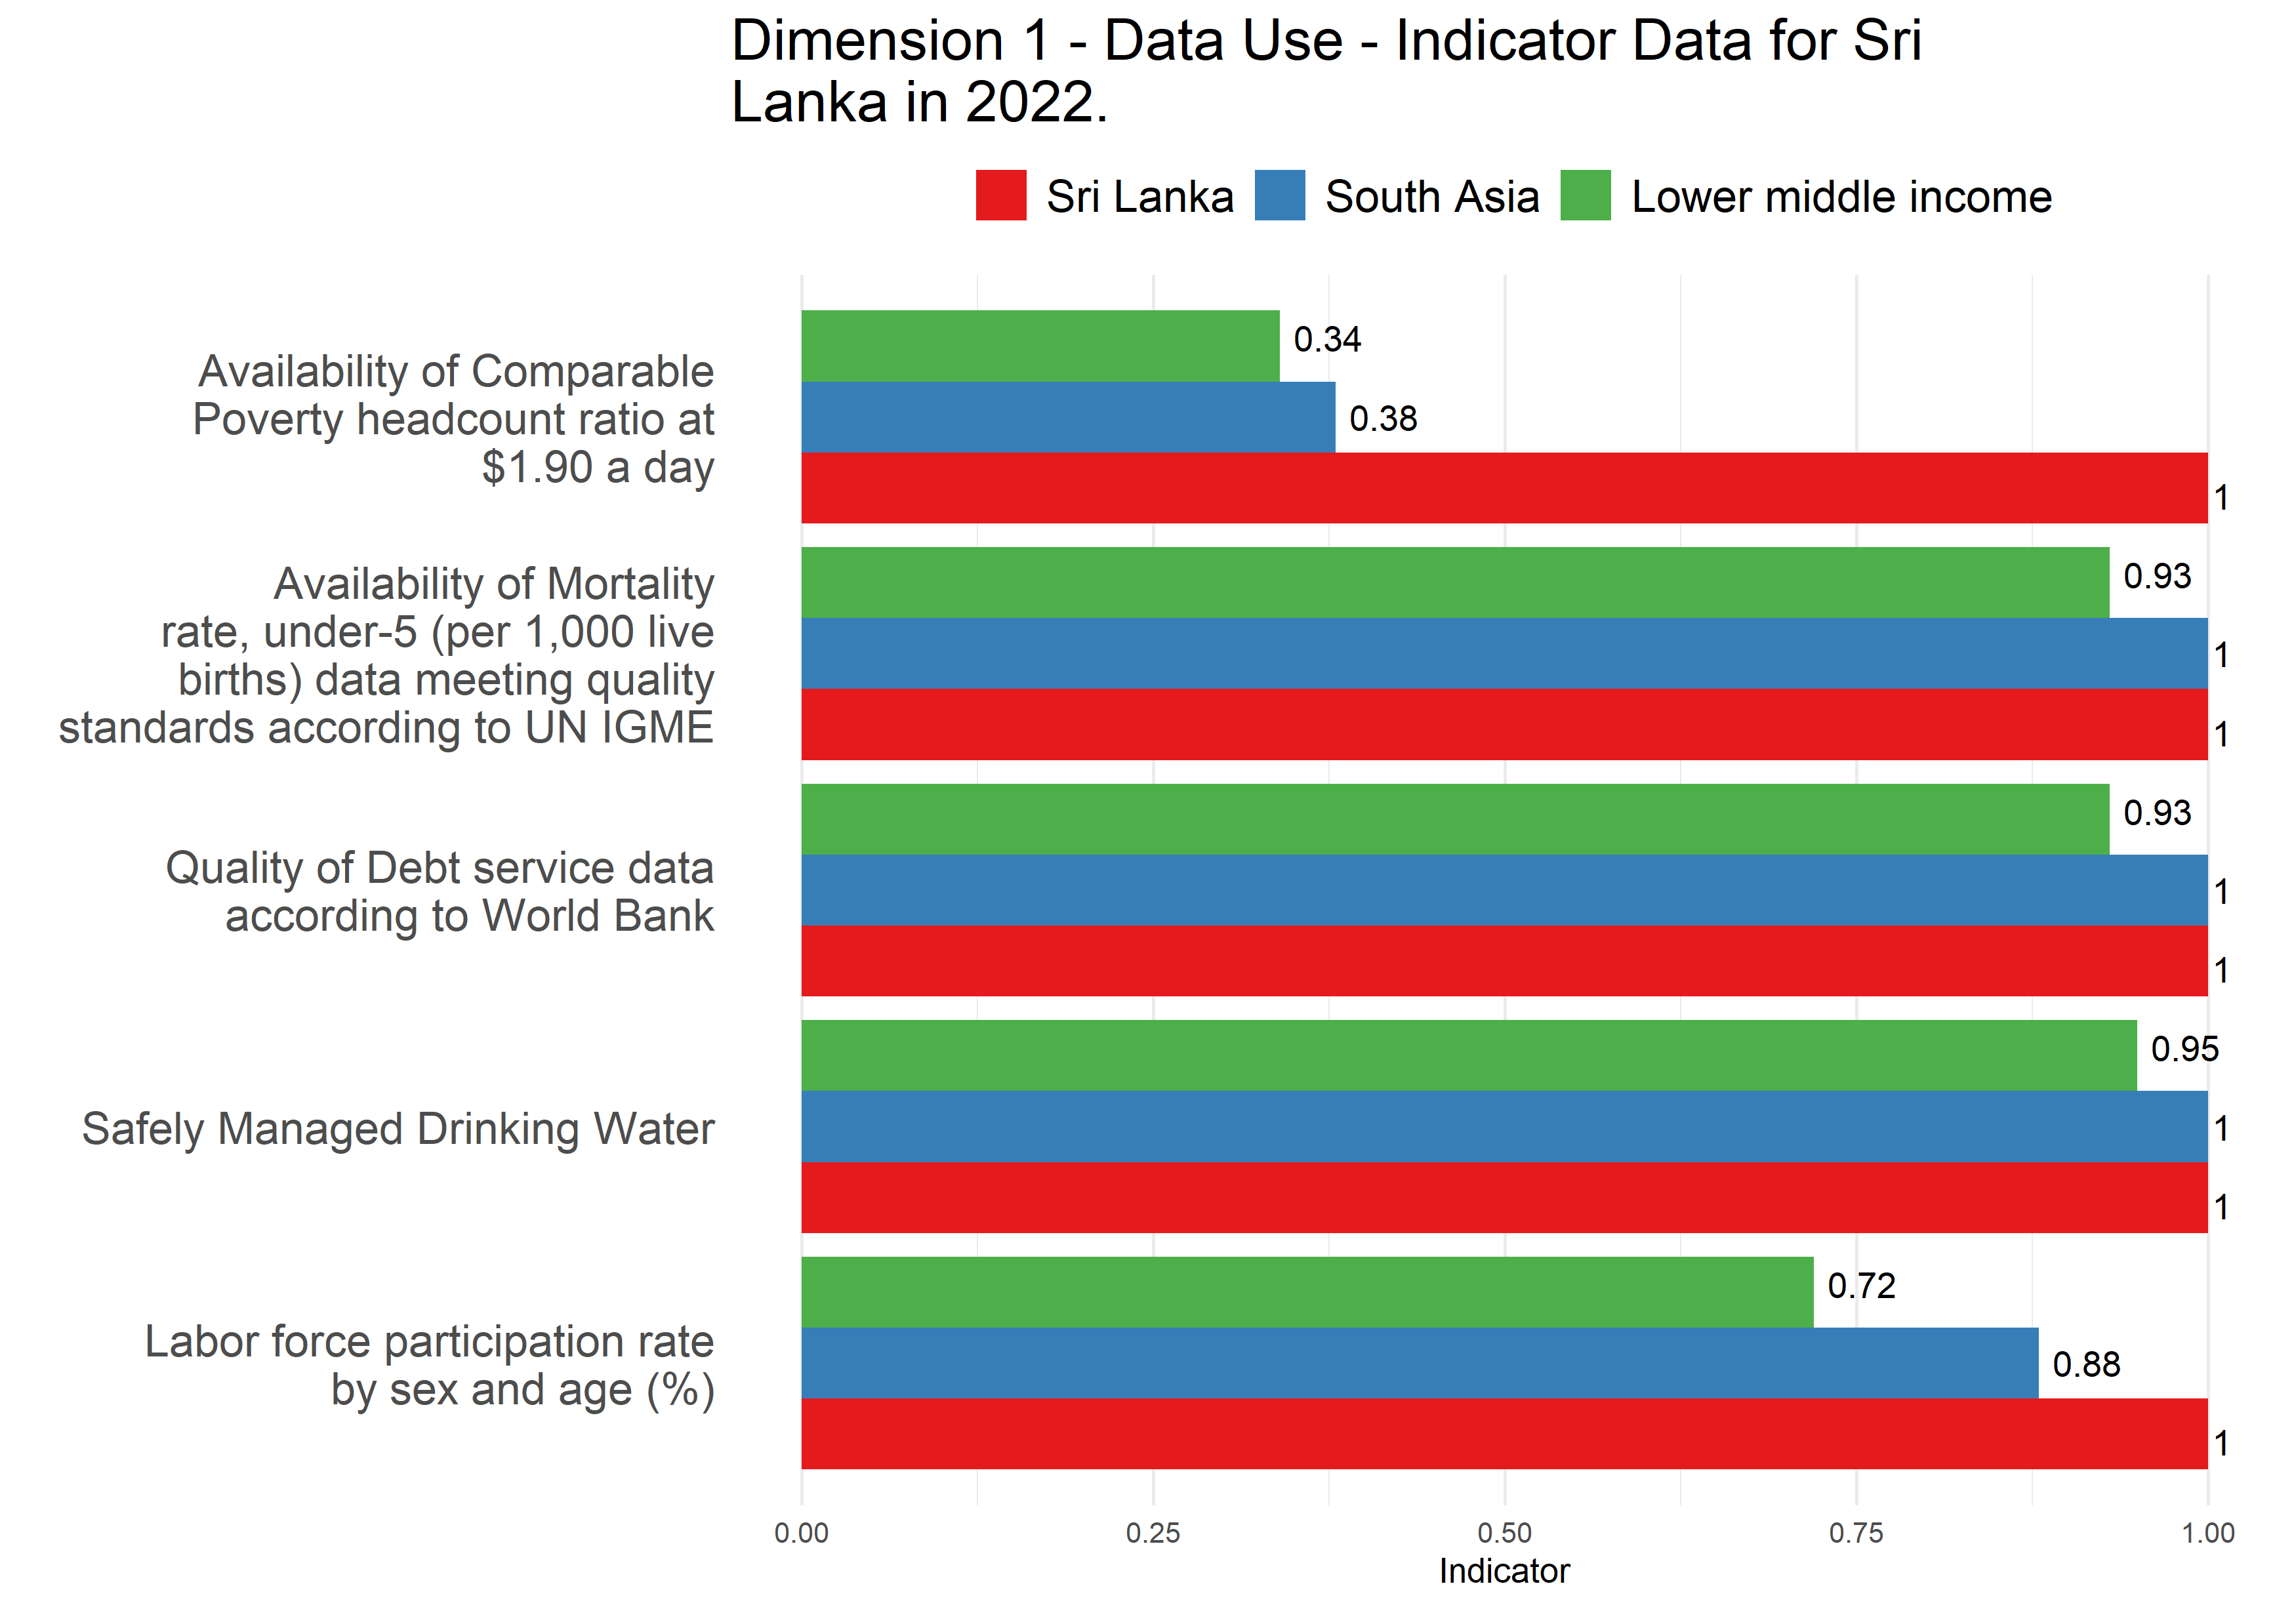 Dimension 1 - Data Use - Indicator Data for Sri
Lanka in 2022.
Sri Lanka
South Asia
Lower middle income
Availability of Comparable
Poverty headcount ratio at
$1.90 a day
0.34
0.38
1
Availability of Mortality
rate, under-5 (per 1,000 live
births) data meeting quality
standards according to UN IGME
0.93
1
1
Quality of Debt service data
according to World Bank
0.93
1
1
Safely Managed Drinking Water
0.95
1
1
Labor force participation rate
by sex and age (%)
0.72
0.88
1
0.00
0.25
0.50
0.75
1.00
Indicator